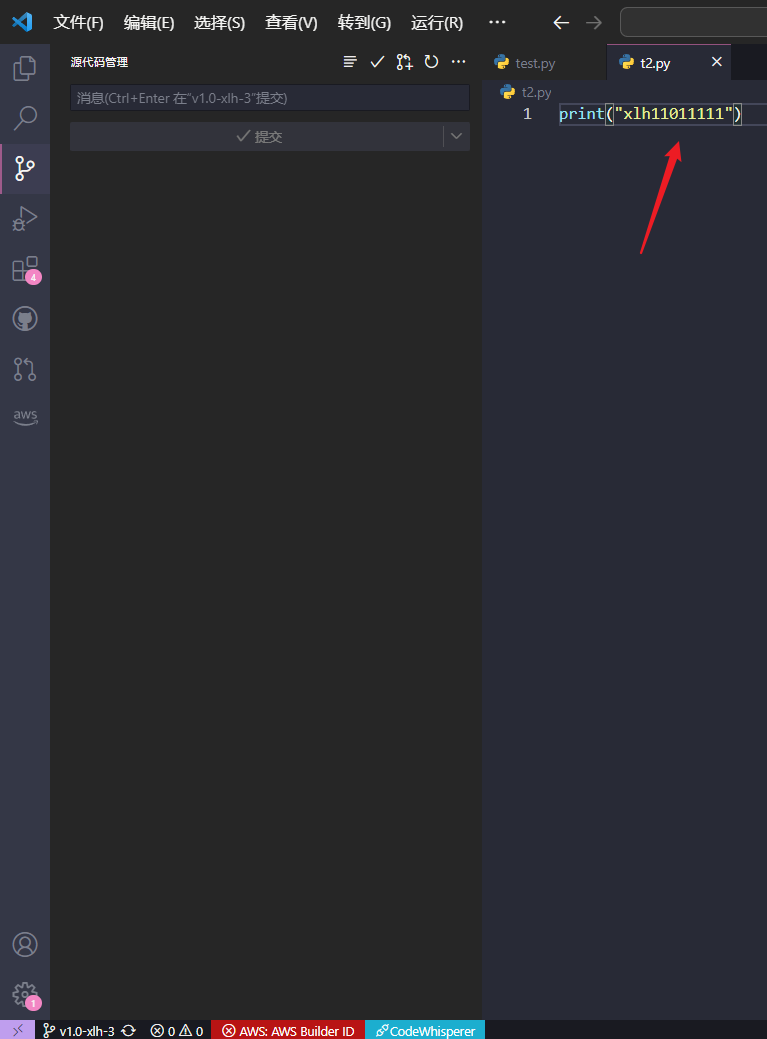 文件(F) 编辑(E) 选择(S) 查看(V) 转到(G) 运行(R) ···
源代码管理
test.py t2.py
消息(Ctrl+Enter 在"v1.0-xlh-3"提交)
t2.py
提交
1 print("xlh11011111")
4
aws
1
v1.0-xlh-3 0 0 AWS: AWS Builder ID CodeWhisperer